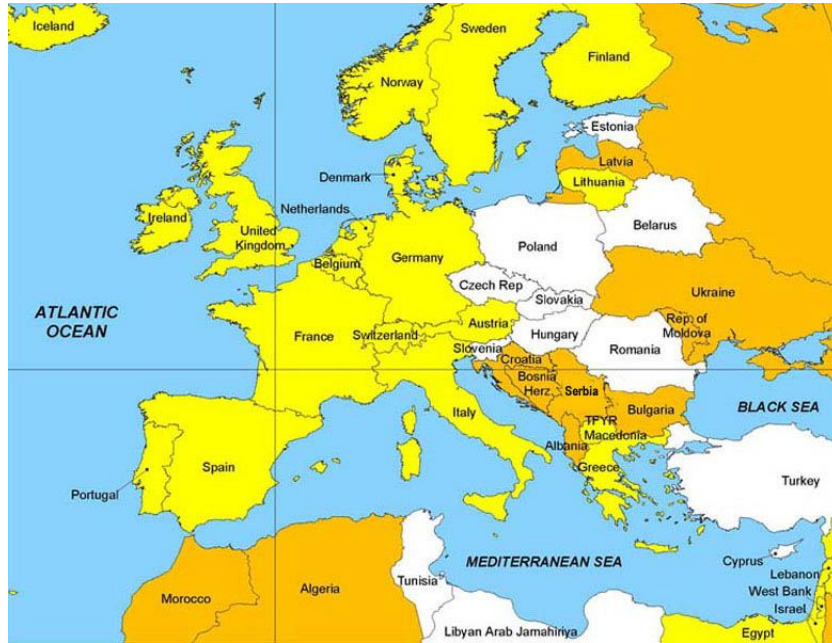 Iceland
Sweden
Finland
Norway
Estonia
Latvia
Denmark
Lithuania
Netherlands
Ireland
United
Kingdom
Belarus
Poland
Belgium
Germany
Czech Rep
Ukraine
Slovakia
ATLANTIC
OCEAN
France
Switzerland
Austria
Hungary
Rep. of
Moldova
Slovenia
Romania
Croatia
Bosnia
Herz.
Serbia
Italy
Bulgaria
BLACK SEA
TFYR
Macedonia
Albania
Spain
Greece
Portugal
Turkey
MEDITERRANEAN SEA
Cyprus
Tunisia
Lebanon
Algeria
West Bank
Morocco
Israel
Libyan Arab Jamahiriya
Egypt